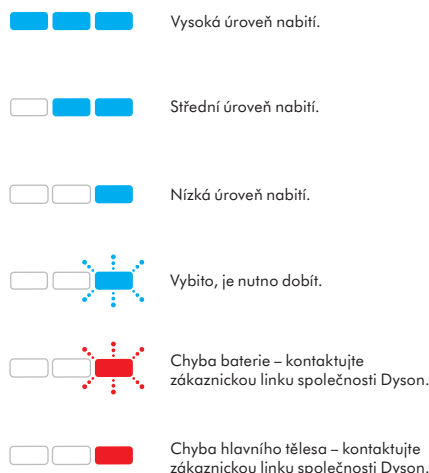 Vysoká úroveň nabití.
Střední úroveň nabití.
Nízká úroveň nabití.
Vybito, je nutno dobít.
Chyba baterie – kontaktujte
zákaznickou linku společnosti Dyson.
Chyba hlavního tělesa – kontaktujte
zákaznickou linku společnosti Dyson.